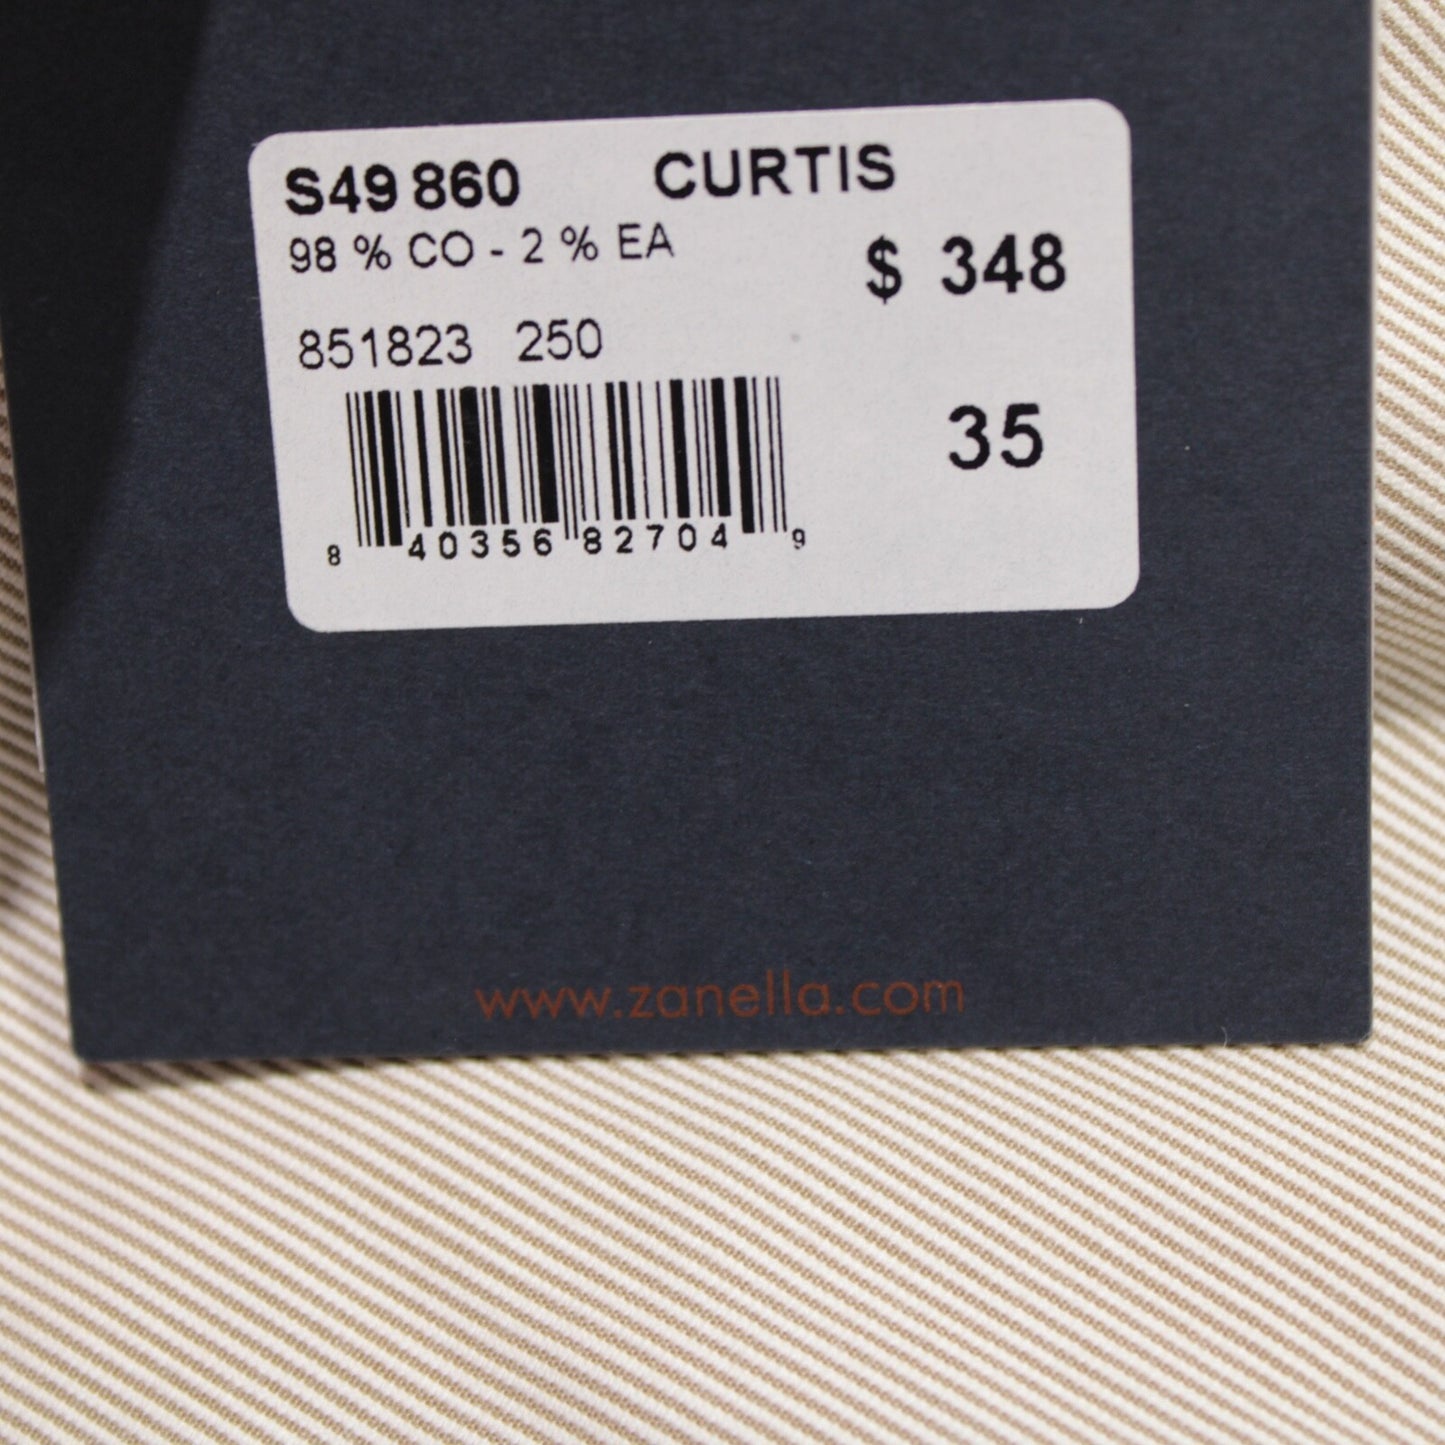 S49 860 CURTIS
98 % CO - 2 % EA
$ 348
851823 250
35
8 40356 82704 9
www.zanella.com